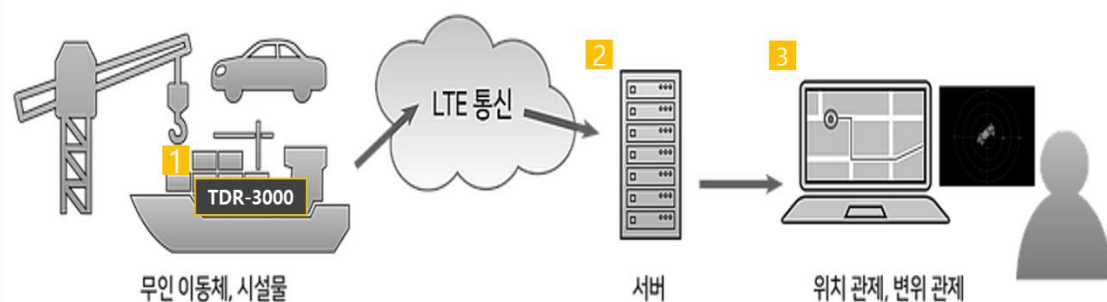 1
TDR-3000
LTE 통신
2
3
무인 이동체, 시설물
서버
위치 관제, 변위 관제